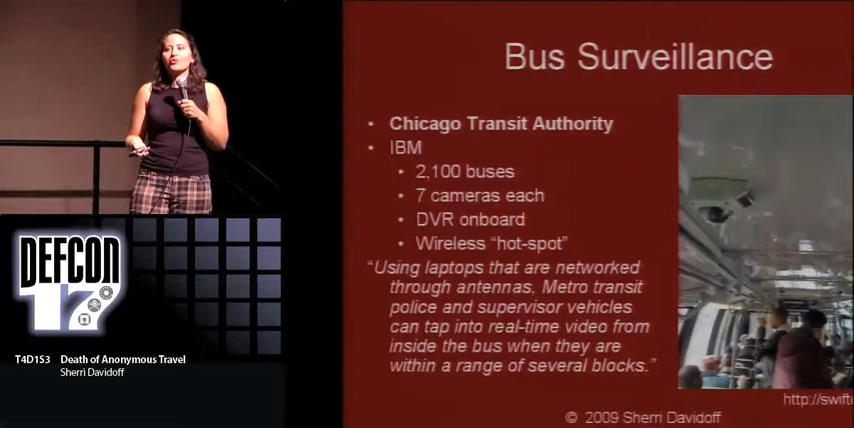 Bus Surveillance
• Chicago Transit Authority
• IBM
• 2,100 buses
• 7 cameras each
• DVR onboard
• Wireless “hot-spot”
“Using laptops that are networked
through antennas, Metro transit
police and supervisor vehicles
can tap into real-time video from
inside the bus when they are
within a range of several blocks.”
http://swift
© 2009 Sherri Davidoff
DEFCON
17
T4D1S3 Death of Anonymous Travel
Sherri Davidoff